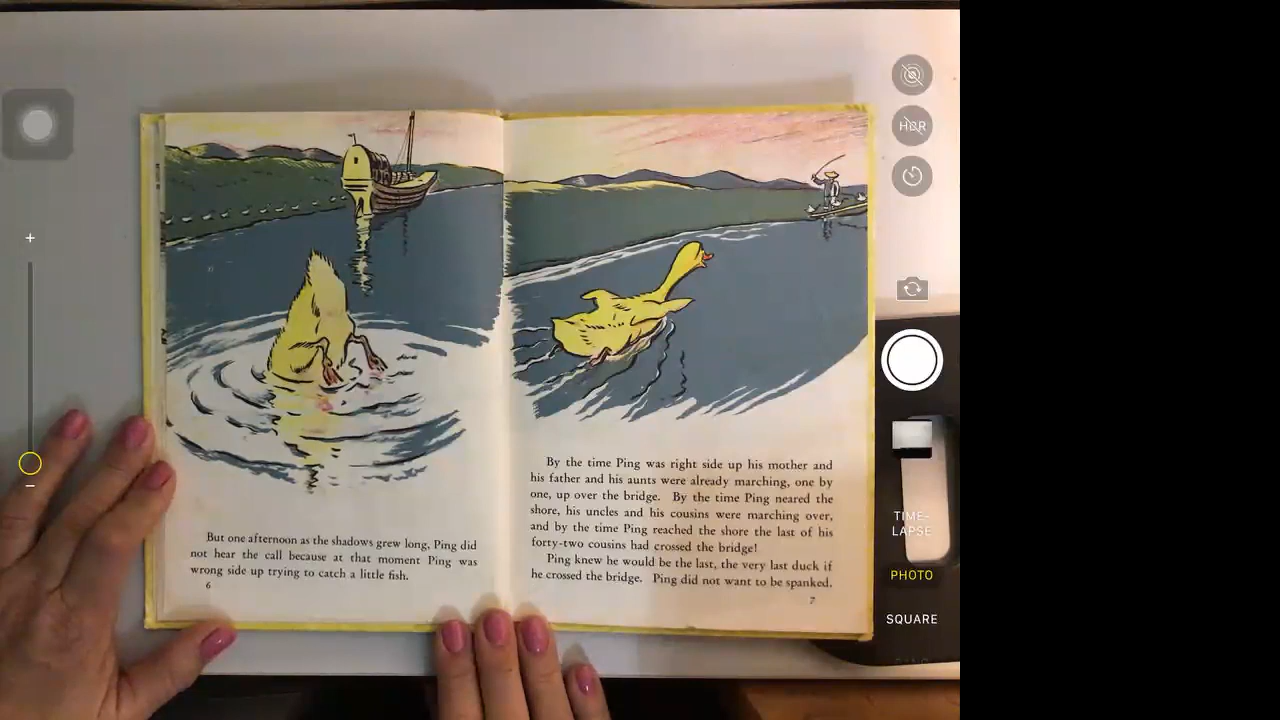 But one afternoon as the shadows grew long, Ping did
not hear the call because at that moment Ping was
wrong side up trying to catch a little fish.
6
By the time Ping was right side up his mother and
his father and his aunts were already marching, one by
one, up over the bridge. By the time Ping neared the
shore, his uncles and his cousins were marching over,
and by the time Ping reached the shore the last of his
forty-two cousins had crossed the bridge!
Ping knew he would be the last, the very last duck if
he crossed the bridge. Ping did not want to be spanked.
7
HDR
TIME-
LAPSE
PHOTO
SQUARE